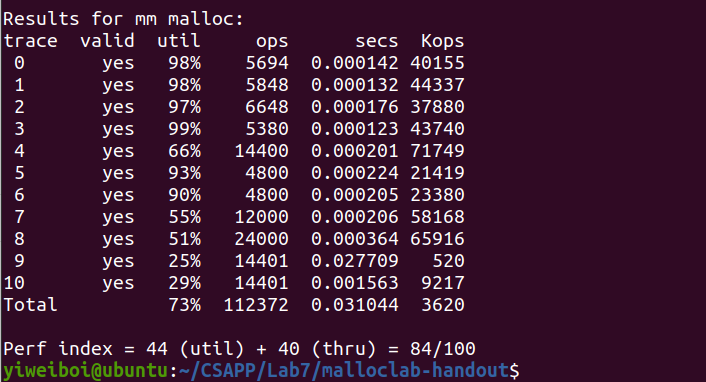 Results for mm malloc:
trace  valid  util     ops      secs  Kops
 0       yes   98%    5694  0.000142 40155
 1       yes   98%    5848  0.000132 44337
 2       yes   97%    6648  0.000176 37880
 3       yes   99%    5380  0.000123 43740
 4       yes   66%   14400  0.000201 71749
 5       yes   93%    4800  0.000224 21419
 6       yes   90%    4800  0.000205 23380
 7       yes   55%   12000  0.000206 58168
 8       yes   51%   24000  0.000364 65916
 9       yes   25%   14401  0.027709   520
10       yes   29%   14401  0.001563  9217
Total          73%  112372  0.031044  3620
Perf index = 44 (util) + 40 (thru) = 84/100
yiweiboi@ubuntu:~/CSAPP/Lab7/malloclab-handout$